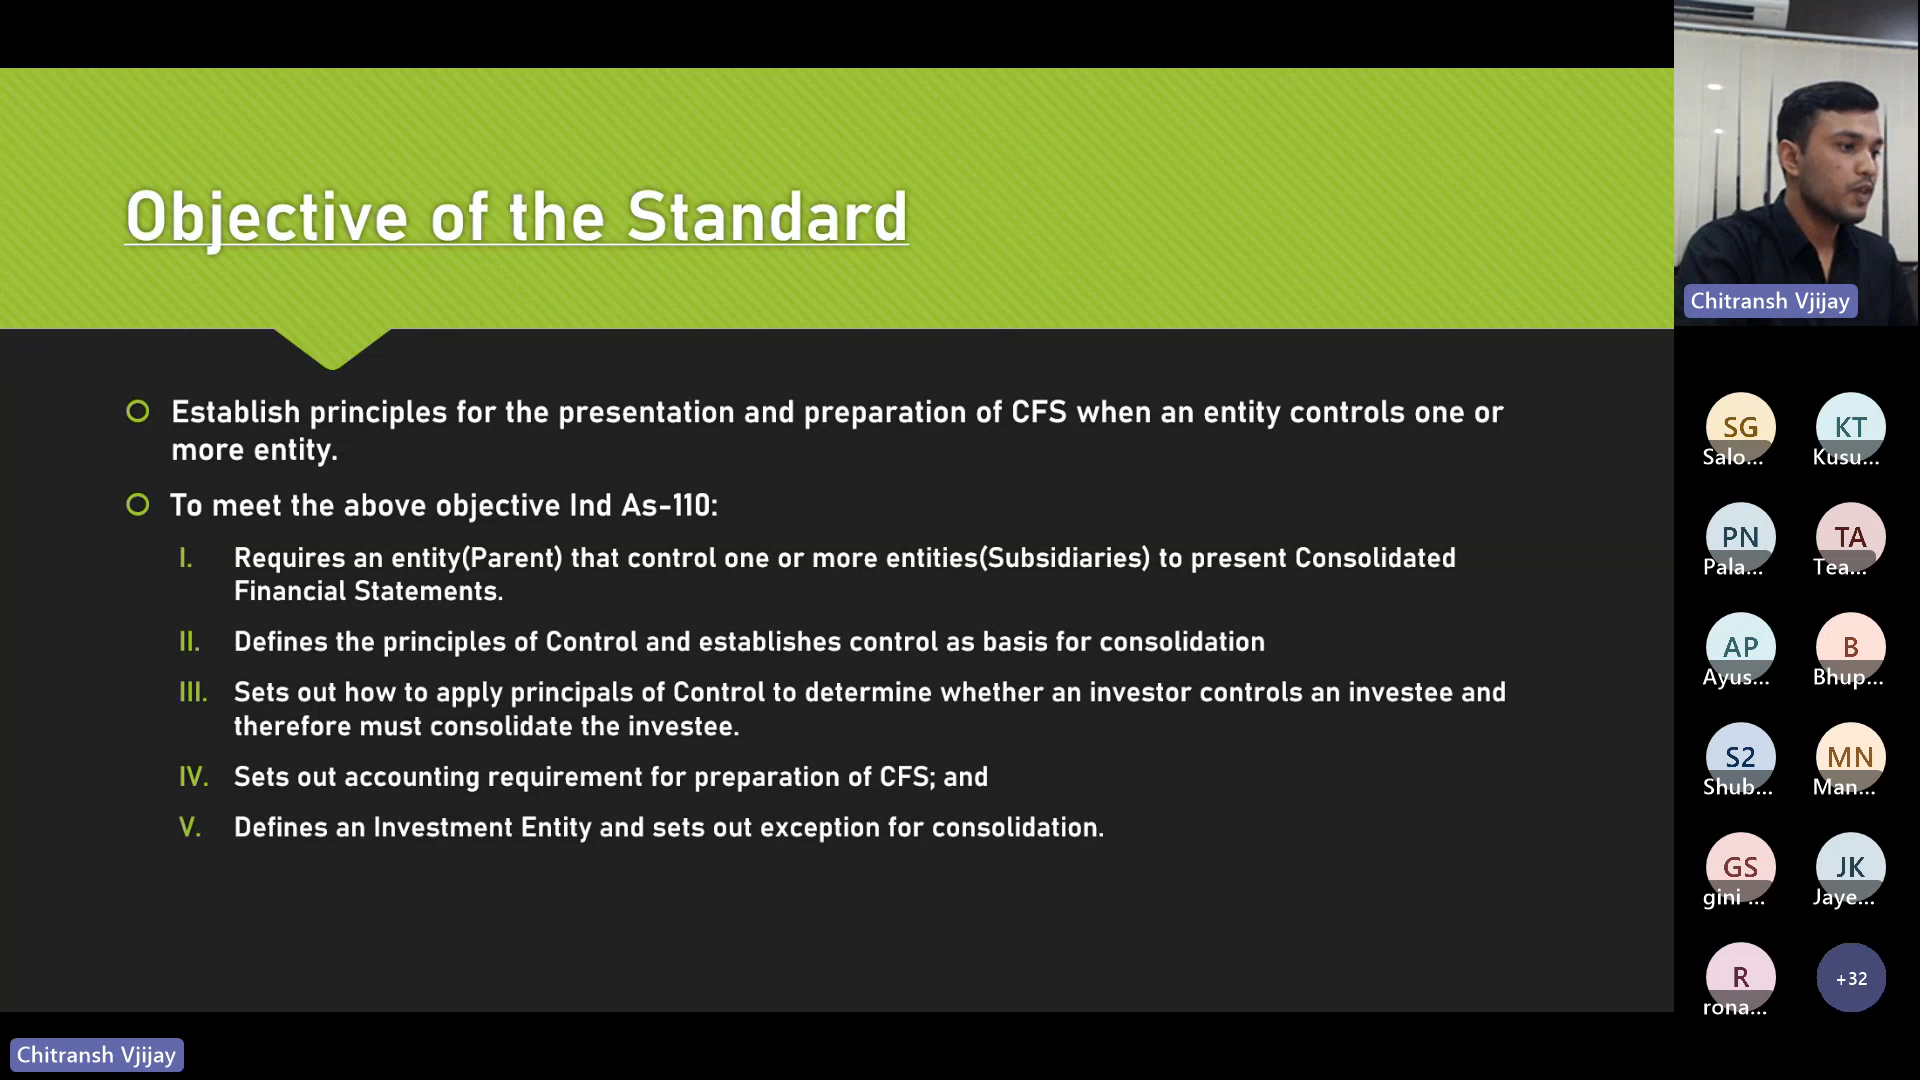 Objective of the Standard
Establish principles for the presentation and preparation of CFS when an entity controls one or
more entity.
To meet the above objective Ind As-110:
I. Requires an entity(Parent) that control one or more entities(Subsidiaries) to present Consolidated
Financial Statements.
II. Defines the principles of Control and establishes control as basis for consolidation
III. Sets out how to apply principals of Control to determine whether an investor controls an investee and
therefore must consolidate the investee.
IV. Sets out accounting requirement for preparation of CFS; and
V. Defines an Investment Entity and sets out exception for consolidation.
Chitransh Vjijay
Chitransh Vjijay
SG
Salo...
KT
Kusu...
PN
Pala...
TA
Tea...
AP
Ayus...
B
Bhup...
S2
Shub...
MN
Man...
GS
gini ...
JK
Jaye...
R
rona...
+32